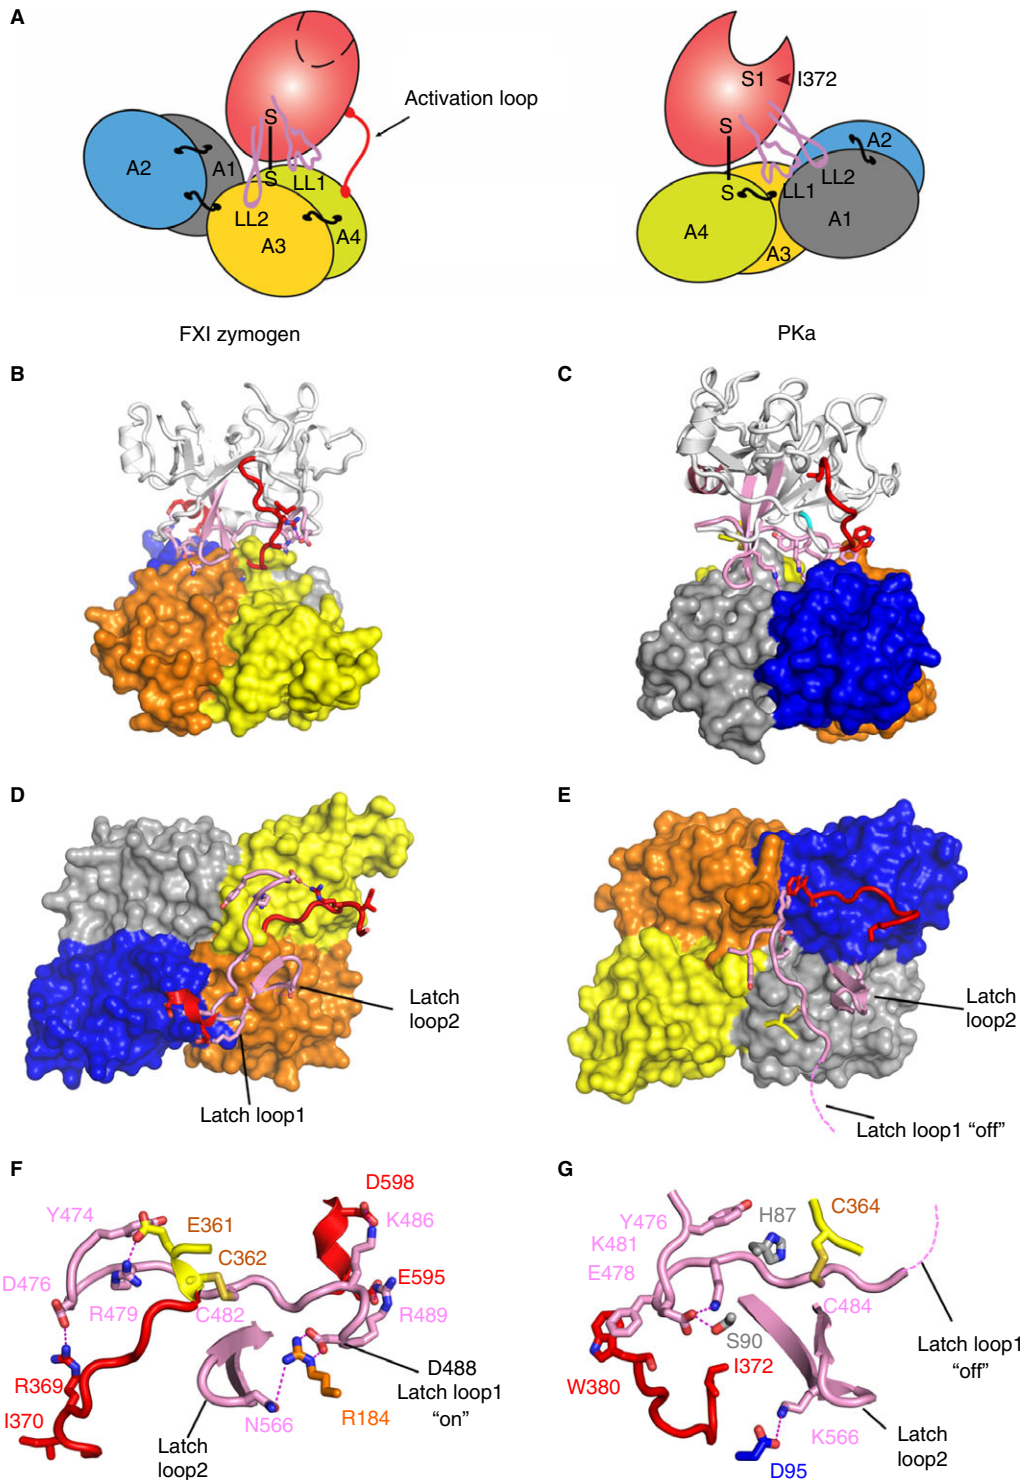 A
S1
I372
Activation loop
S
S
A2
A1
LL1
LL2
A3
A4
S
S
A2
LL2
LL1
A1
A4
A3
FXI zymogen
PKa
B
C
D
E
Latch
loop2
Latch loop1
Latch
loop2
Latch loop1 “off”
F
G
D598
Y474
E361
K486
C362
D476
R479
C482
E595
R489
R369
I370
D488
Latch loop1
“on”
N566
R184
Latch
loop2
Y476
H87
C364
K481
E478
C484
S90
I372
Latch loop1
“off”
W380
K566
Latch
loop2
D95